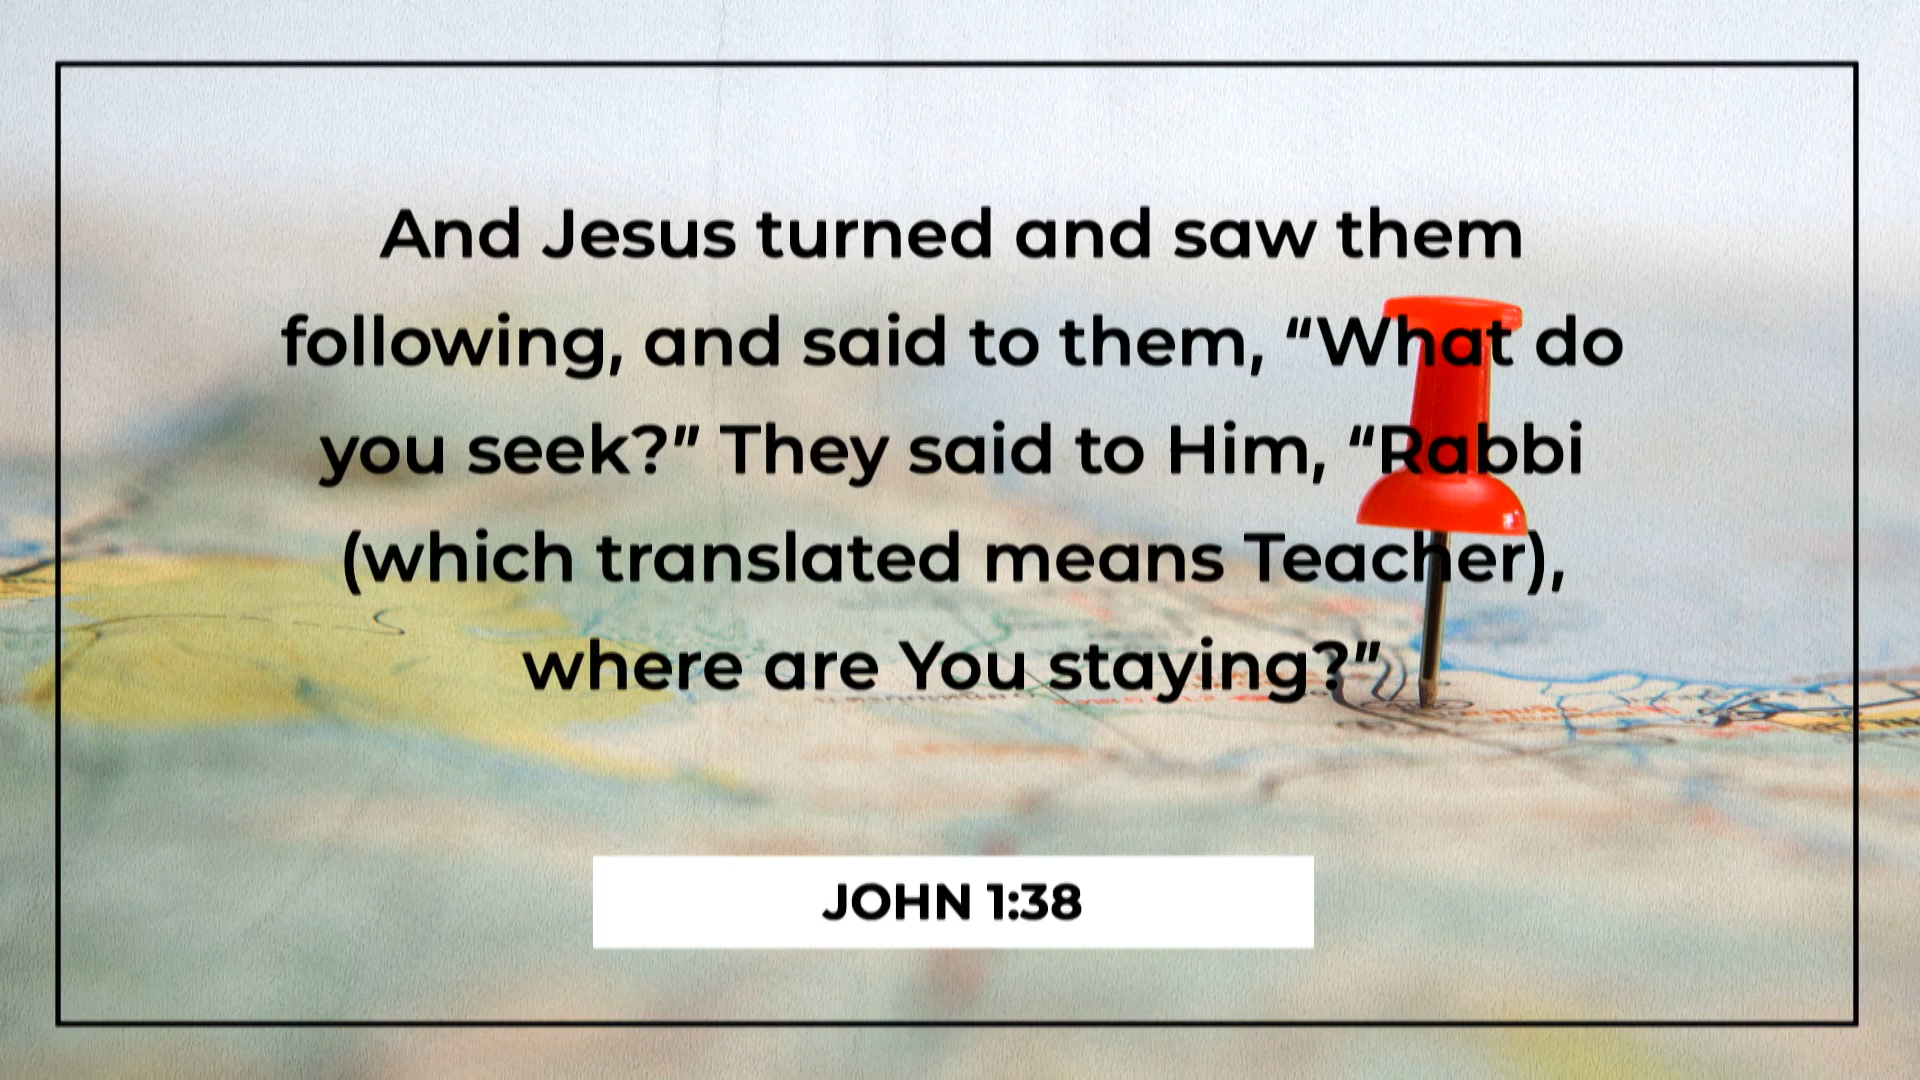 And Jesus turned and saw them
following, and said to them, “What do
you seek?” They said to Him, “Rabbi
(which translated means Teacher),
where are You staying?”
JOHN 1:38